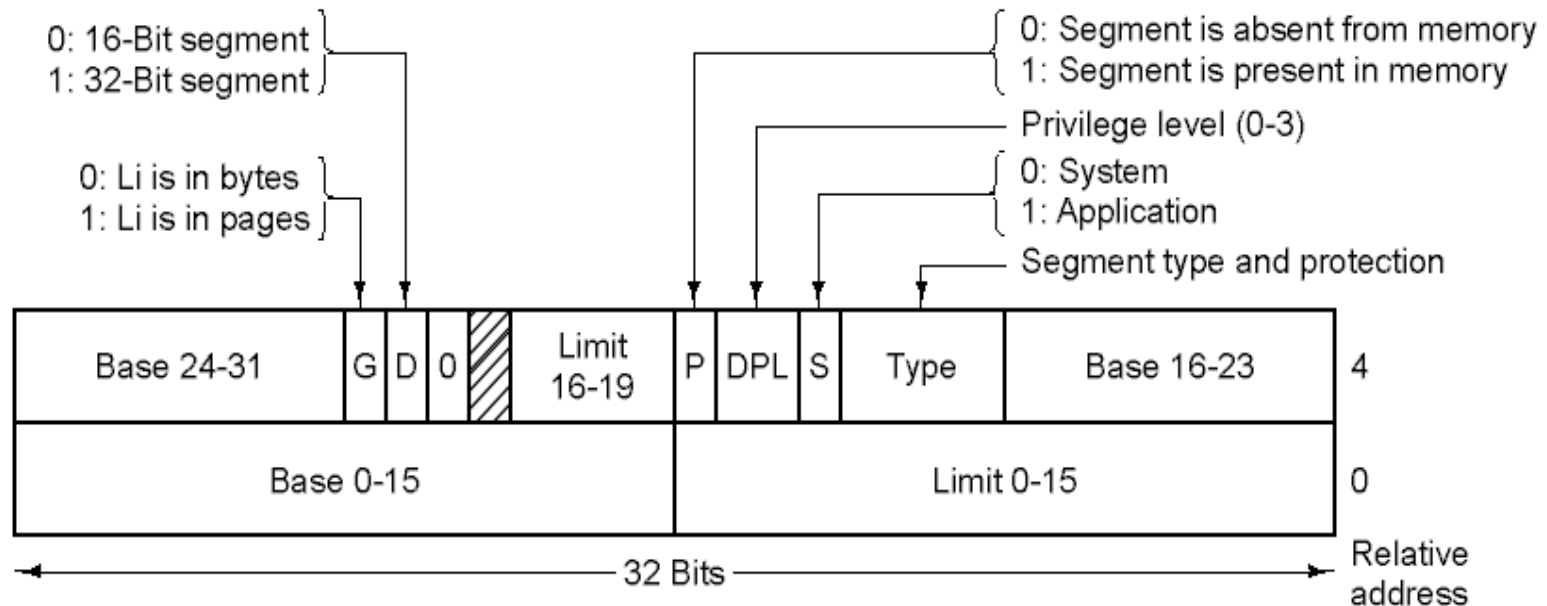 0: 16-Bit segment
1: 32-Bit segment
0: Li is in bytes
1: Li is in pages
0: Segment is absent from memory
1: Segment is present in memory
Privilege level (0-3)
0: System
1: Application
Segment type and protection
Base 24-31 G D 0 Limit 16-19 P DPL S Type Base 16-23 4
Base 0-15 Limit 0-15 0
32 Bits
Relative
address